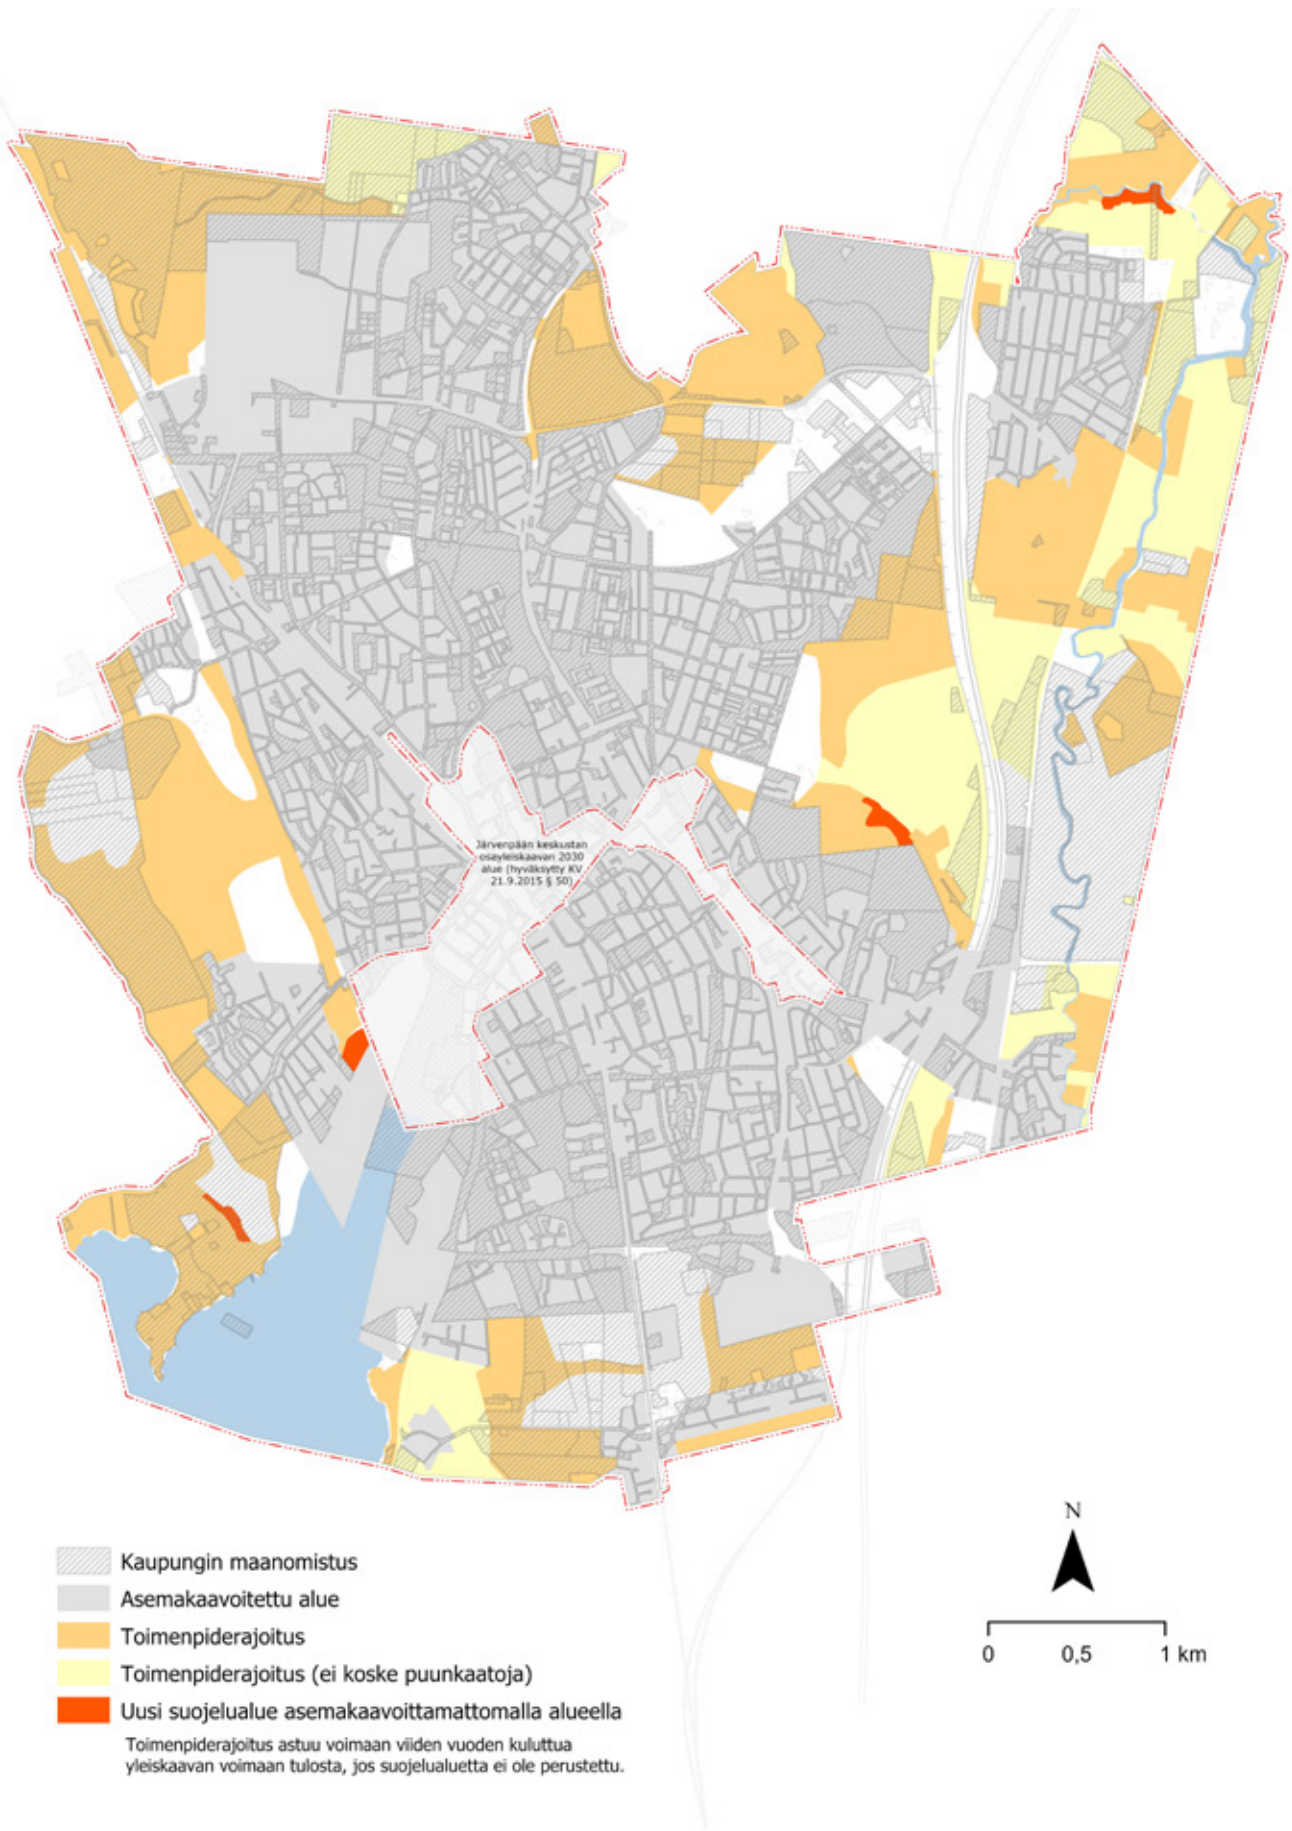 Järvenpään keskustan
osayleiskaavan 2030
alue (hyväksytty KV
21.9.2015 § 50)
Kaupungin maanomistus
Asemakaavoitettu alue
Toimenpiderajoitus
Toimenpiderajoitus (ei koske puunkaatoja)
Uusi suojelualue asemakaavoittamattomalla alueella
Toimenpiderajoitus astuu voimaan viiden vuoden kuluttua
yleiskaavan voimaan tulosta, jos suojelualuetta ei ole perustettu.
N
0 0,5 1 km